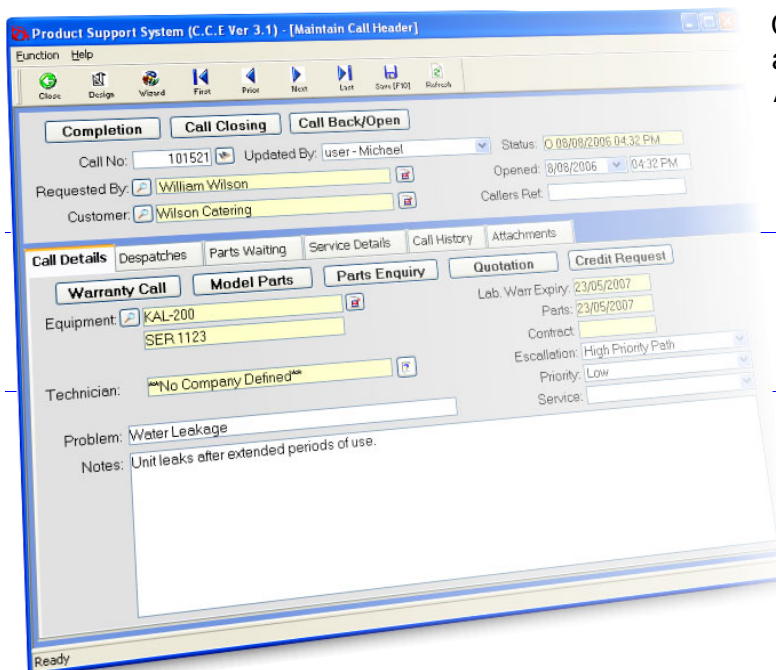 Product Support System (C.C.E Ver 3.1) - [Maintain Call Header]
Function Help
Close Design Wizard First Prior Next Last Save [F10] Refresh
Completion Call Closing Call Back/Open
Call No: 101521 Updated By: user - Michael Status: O 08/08/2006 04:32 PM
Requested By: William Wilson Opened: 8/08/2006 04:32 PM
Customer: Wilson Catering Callers Ref:
Call Details Despatches Parts Waiting Service Details Call History Attachments
Warranty Call Model Parts Parts Enquiry Quotation Credit Request
Equipment: KAL-200 Lab. Warr Expiry: 23/05/2007
SER 1123 Parts: 23/05/2007
Contract:
Escallation: High Priority Path
Technician: **No Company Defined** Priority: Low
Service:
Problem: Water Leakage
Notes: Unit leaks after extended periods of use.
Ready